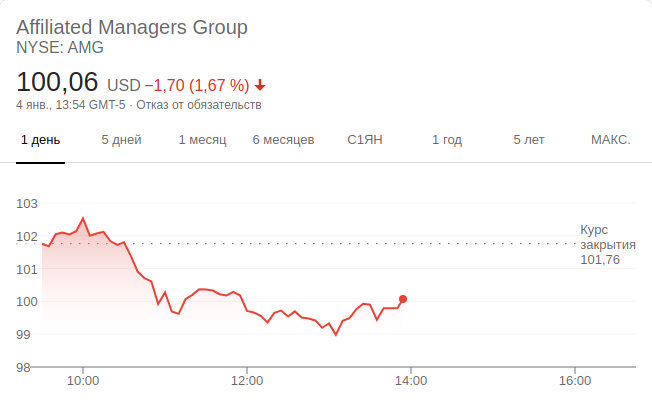 Affiliated Managers Group
NYSE: AMG
100,06 USD −1,70 (1,67 %)
4 янв., 13:54 GMT-5 · Отказ от обязательств
1 день 5 дней 1 месяц 6 месяцев С1ЯН 1 год 5 лет МАКС.
103
102
101
100
99
98
Курс
закрытия
101,76
10:00 12:00 14:00 16:00